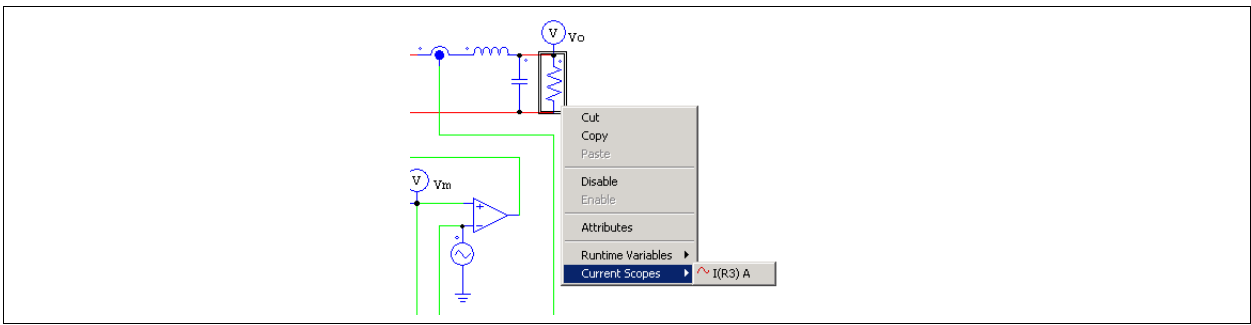 V Vo
Cut
Copy
Paste
Disable
Enable
Attributes
Runtime Variables
Current Scopes
I(R3) A
V Vm
+
−